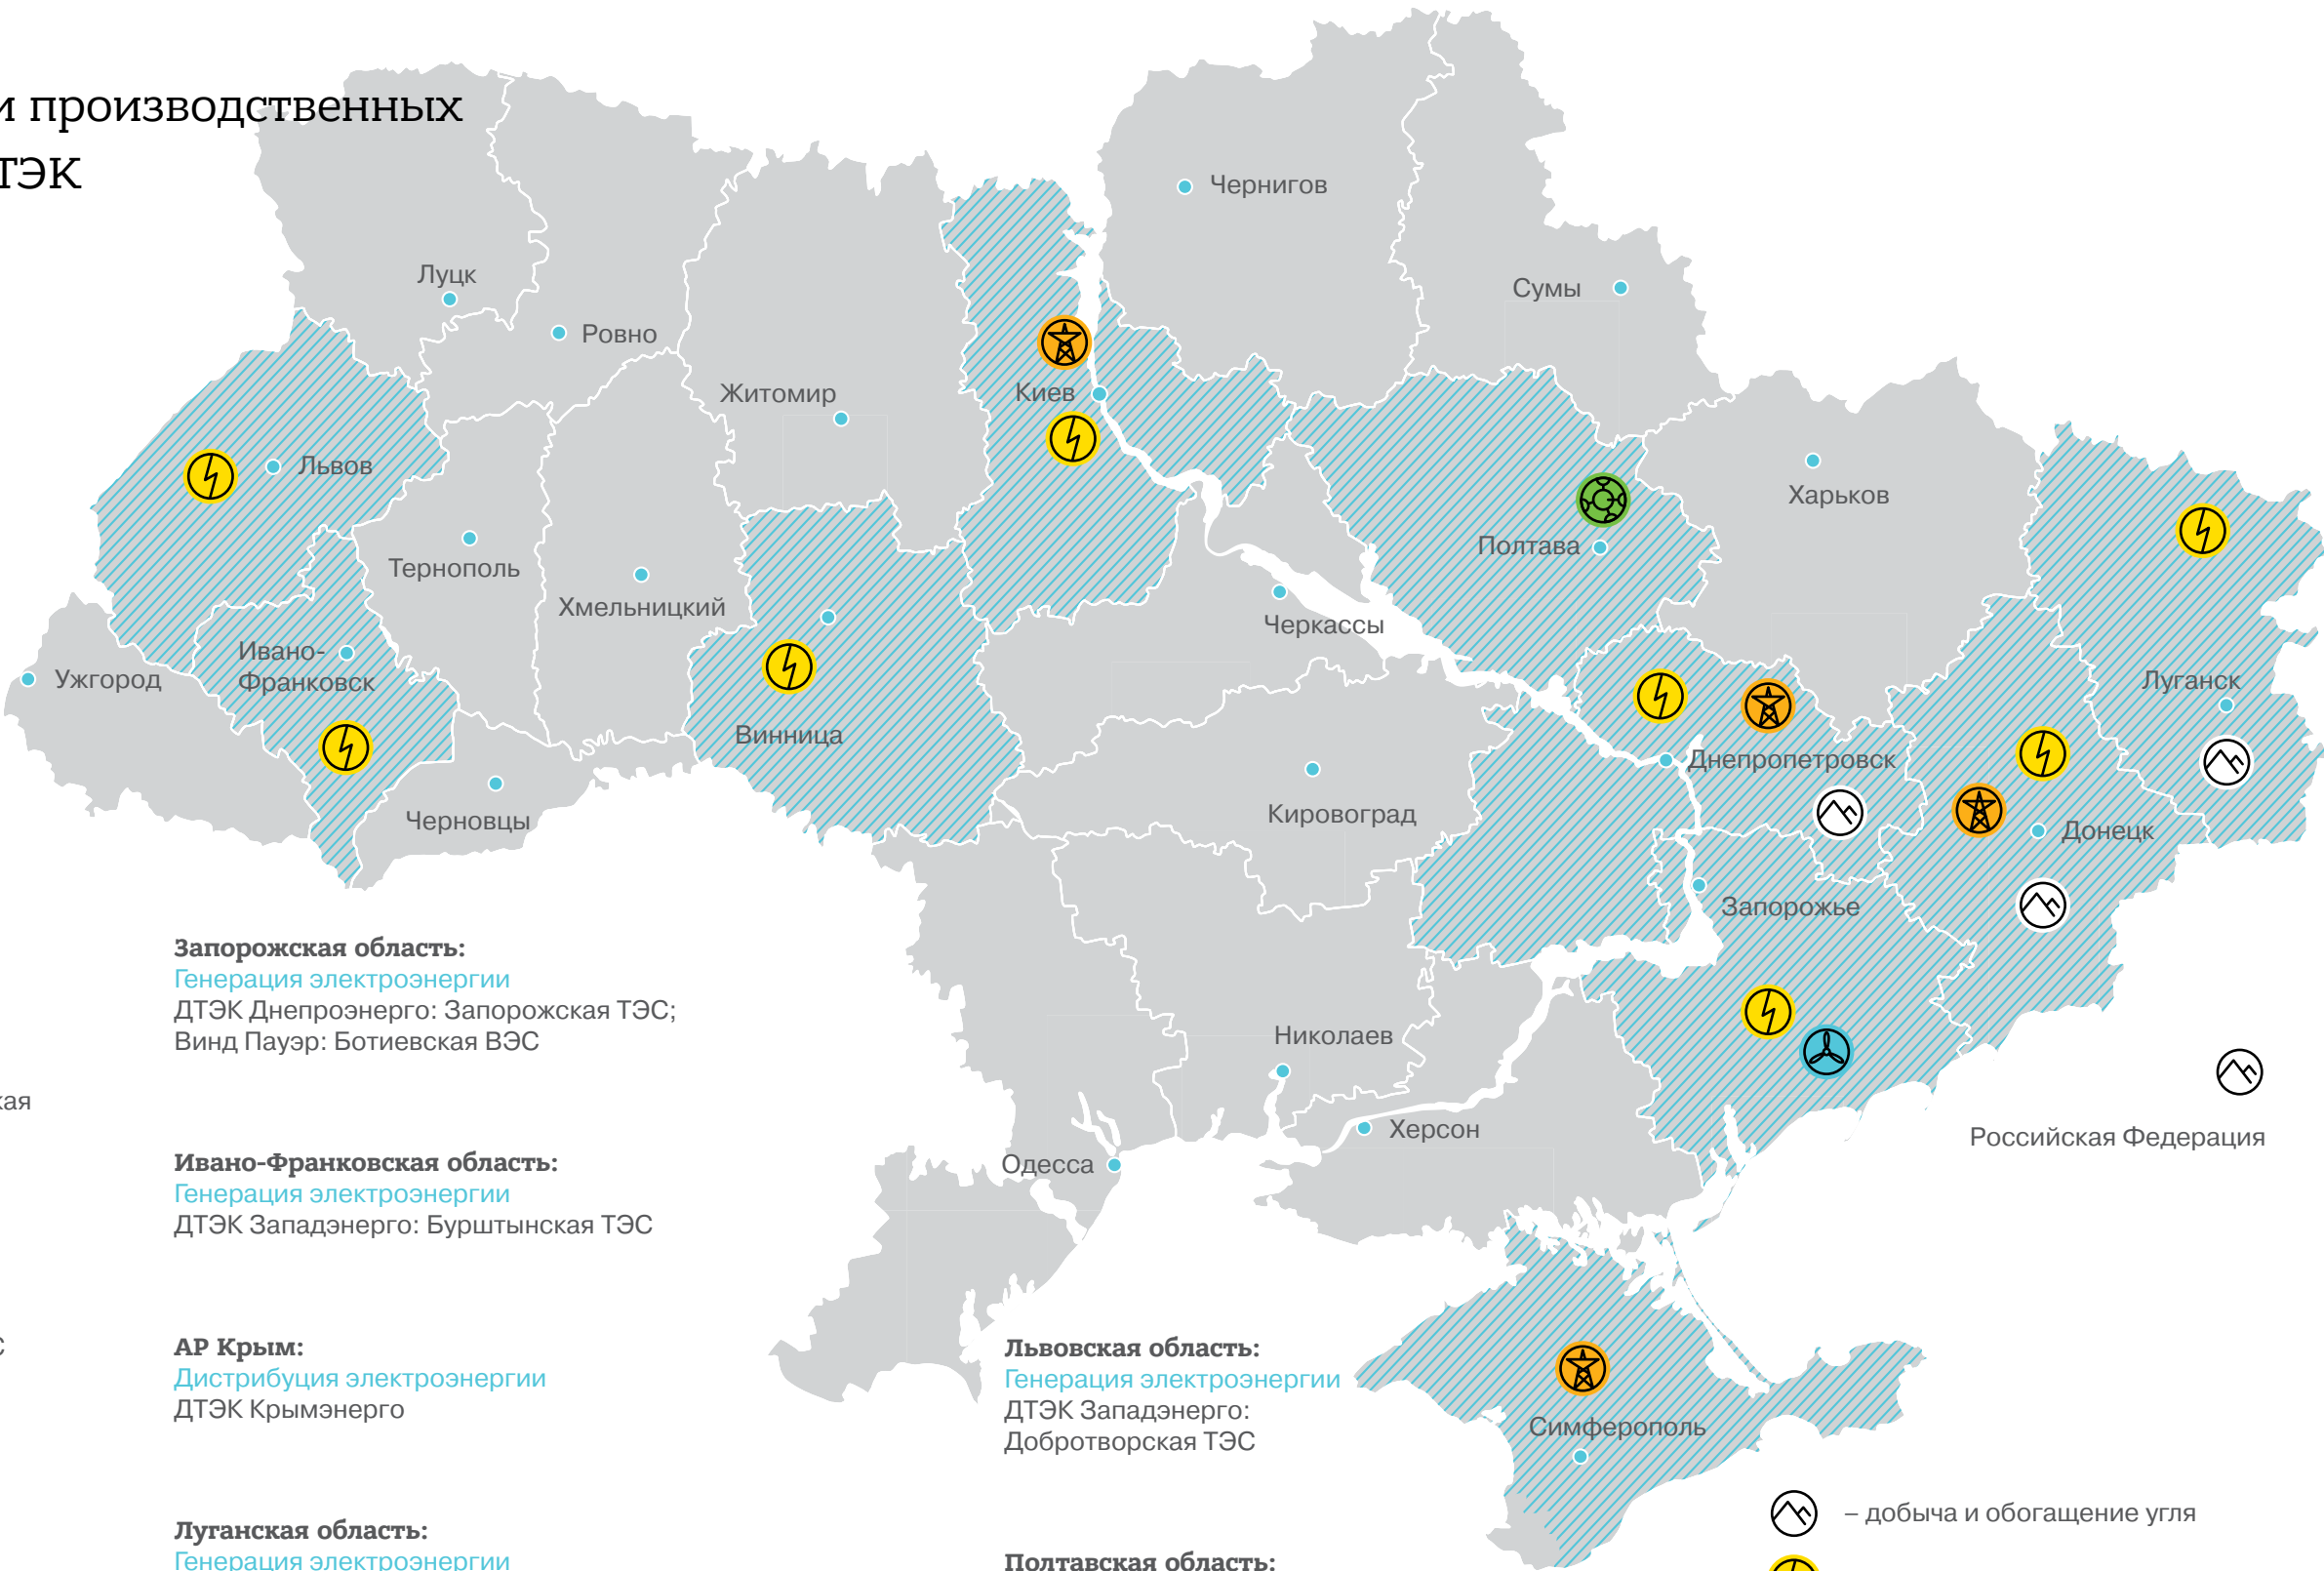 и производственных
ТЭК
Чернигов
Луцк
Сумы
Ровно
Житомир
Киев
Львов
Харьков
Полтава
Тернополь
Хмельницкий
Черкассы
Ивано-
Франковск
Ужгород
Луганск
Винница
Днепропетровск
Кировоград
Черновцы
Донецк
Запорожье
Николаев
Херсон
Российская Федерация
Одесса
Симферополь
Запорожская область:
Генерация электроэнергии
ДТЭК Днепроэнерго: Запорожская ТЭС;
Винд Пауэр: Ботиевская ВЭС
кая
Ивано-Франковская область:
Генерация электроэнергии
ДТЭК Западэнерго: Бурштынская ТЭС
С
АР Крым:
Дистрибуция электроэнергии
ДТЭК Крымэнерго
Луганская область:
Генерация электроэнергии
Львовская область:
Генерация электроэнергии
ДТЭК Западэнерго:
Добротворская ТЭС
Полтавская область:
– добыча и обогащение угля